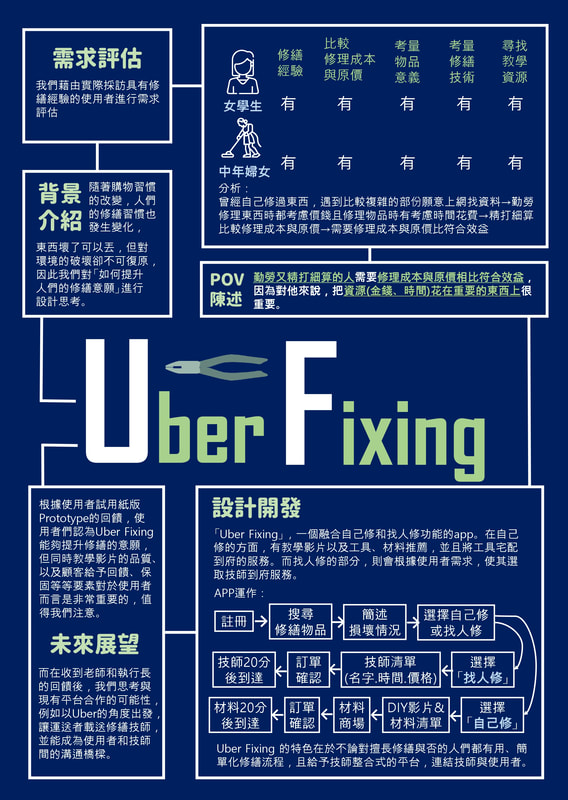 需求評估
我們藉由實際採訪具有修
繕經驗的使用者進行需求
評估
修繕
經驗
比較
修理成本
與原價
考量
物品
意義
考量
修繕
技術
尋找
教學
資源
女學生
有 有 有 有 有
中年婦女
有 有 有 有 有
分析：
曾經自己修過東西，遇到比較複雜的部份願意上網找資料→勤勞
修理東西時都考慮價錢且修理物品時有考慮時間花費→精打細算
比較修理成本與原價→需要修理成本與原價比符合效益
背景
介紹
隨著購物習慣
的改變，人們
的修繕習慣也
發生變化，
東西壞了可以丟，但對
環境的破壞卻不可復原，
因此我們對「如何提升
人們的修繕意願」進行
設計思考。
POV
陳述
勤勞又精打細算的人需要修理成本與原價相比符合效益，
因為對他來說，把資源(金錢、時間)花在重要的東西上很
重要。
Uber Fixing
根據使用者試用紙版
Prototype的回饋，使
用者們認為Uber Fixing
能夠提升修繕的意願，
但同時教學影片的品質、
以及顧客給予回饋、保
固等等要素對於使用者
而言是非常重要的，值
得我們注意。
未來展望
而在收到老師和執行長
的回饋後，我們思考與
現有平台合作的可能性，
例如以Uber的角度出發，
讓運送者載送修繕技師，
並能成為使用者和技師
間的溝通橋樑。
設計開發
「Uber Fixing」，一個融合自己修和找人修功能的app。在自己
修的方面，有教學影片以及工具、材料推薦，並且將工具宅配
到府的服務。而找人修的部分，則會根據使用者需求，使其選
取技師到府服務。
APP運作：
註冊
搜尋
修繕物品
簡述
損壞情況
選擇自己修
或找人修
技師20分
後到達
訂單
確認
技師清單
(名字.時間.價格)
選擇
「找人修」
材料20分
後到達
訂單
確認
材料
商場
DIY影片&
材料清單
選擇
「自己修」
Uber Fixing 的特色在於不論對擅長修繕與否的人們都有用、簡
單化修繕流程，且給予技師整合式的平台，連結技師與使用者。